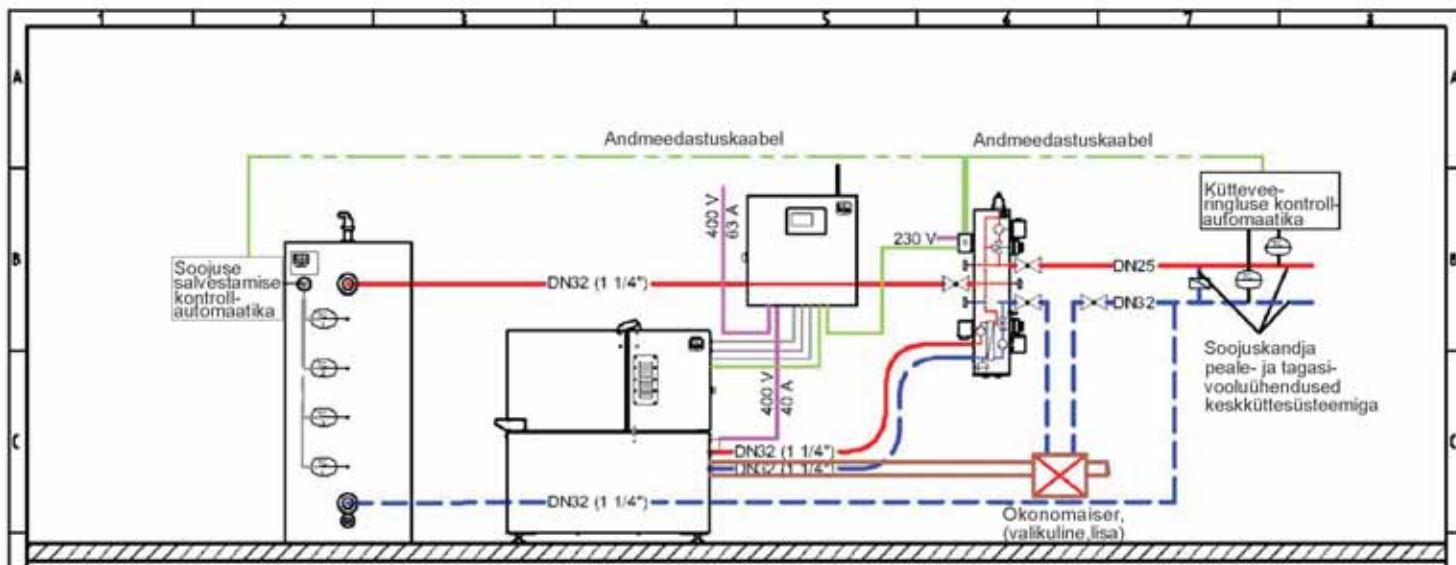 1 2 3 4 5 6 7 8
A A
Andmeedastuskaabel Andmeedastuskaabel
Küttevee-
ringluse kontroll-
automaatika
400 V
63 A
230 V
B B
Soojuse
salvestamise
kontroll-
automaatika
DN32 (1 1/4")
DN25
DN32
Soojuskandja
peale- ja tagasi-
vooluühendused
keskküttesüsteemiga
400 V
40 A
C C
DN32 (1 1/4")
DN32 (1 1/4")
DN32 (1 1/4")
Ökonomaiser,
(valikuline,lisa)